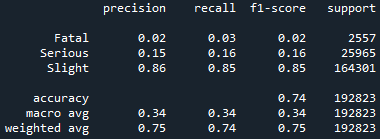 precision recall f1-score support
Fatal 0.02 0.03 0.02 2557
Serious 0.15 0.16 0.16 25965
Slight 0.86 0.85 0.85 164301
accuracy 0.74 192823
macro avg 0.34 0.34 0.34 192823
weighted avg 0.75 0.74 0.75 192823